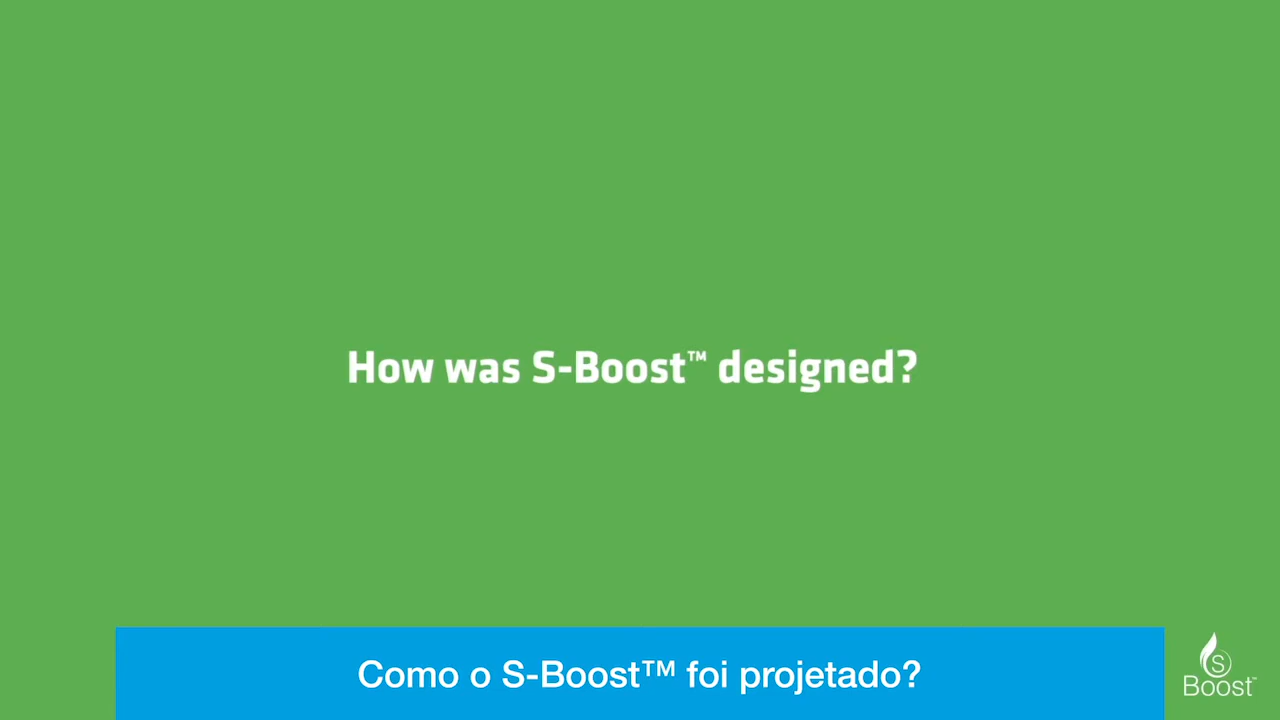 How was S-Boost™ designed?
Como o S-Boost™ foi projetado?
S
Boost™